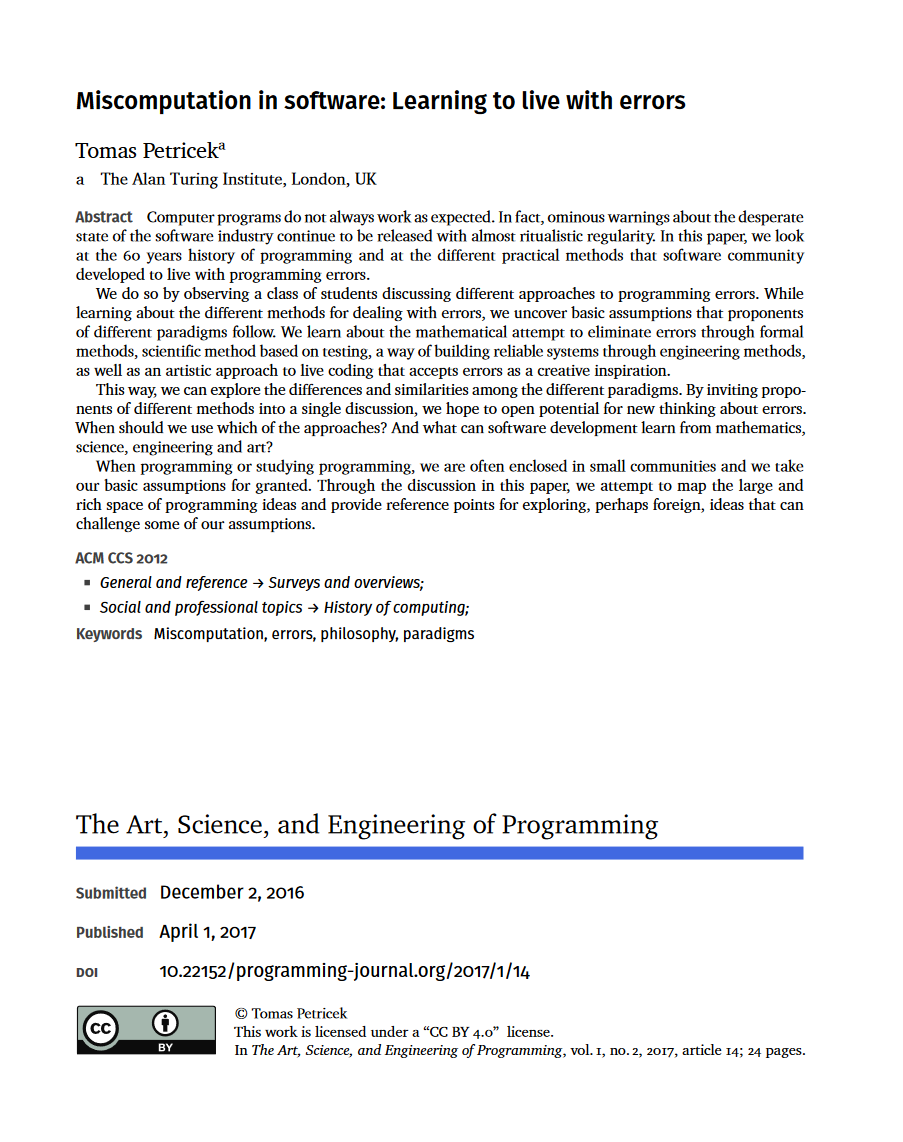 Miscomputation in software: Learning to live with errors
Tomas Petricekᵃ
a The Alan Turing Institute, London, UK
Abstract Computer programs do not always work as expected. In fact, ominous warnings about the desperate
state of the software industry continue to be released with almost ritualistic regularity. In this paper, we look
at the 60 years history of programming and at the different practical methods that software community
developed to live with programming errors.
We do so by observing a class of students discussing different approaches to programming errors. While
learning about the different methods for dealing with errors, we uncover basic assumptions that proponents
of different paradigms follow. We learn about the mathematical attempt to eliminate errors through formal
methods, scientific method based on testing, a way of building reliable systems through engineering methods,
as well as an artistic approach to live coding that accepts errors as a creative inspiration.
This way, we can explore the differences and similarities among the different paradigms. By inviting propo-
nents of different methods into a single discussion, we hope to open potential for new thinking about errors.
When should we use which of the approaches? And what can software development learn from mathematics,
science, engineering and art?
When programming or studying programming, we are often enclosed in small communities and we take
our basic assumptions for granted. Through the discussion in this paper, we attempt to map the large and
rich space of programming ideas and provide reference points for exploring, perhaps foreign, ideas that can
challenge some of our assumptions.
ACM CCS 2012
▪ General and reference → Surveys and overviews;
▪ Social and professional topics → History of computing;
Keywords Miscomputation, errors, philosophy, paradigms
The Art, Science, and Engineering of Programming
Submitted December 2, 2016
Published April 1, 2017
DOI 10.22152/programming-journal.org/2017/1/14
cc BY
© Tomas Petricek
This work is licensed under a “CC BY 4.0” license.
In The Art, Science, and Engineering of Programming, vol. 1, no. 2, 2017, article 14; 24 pages.